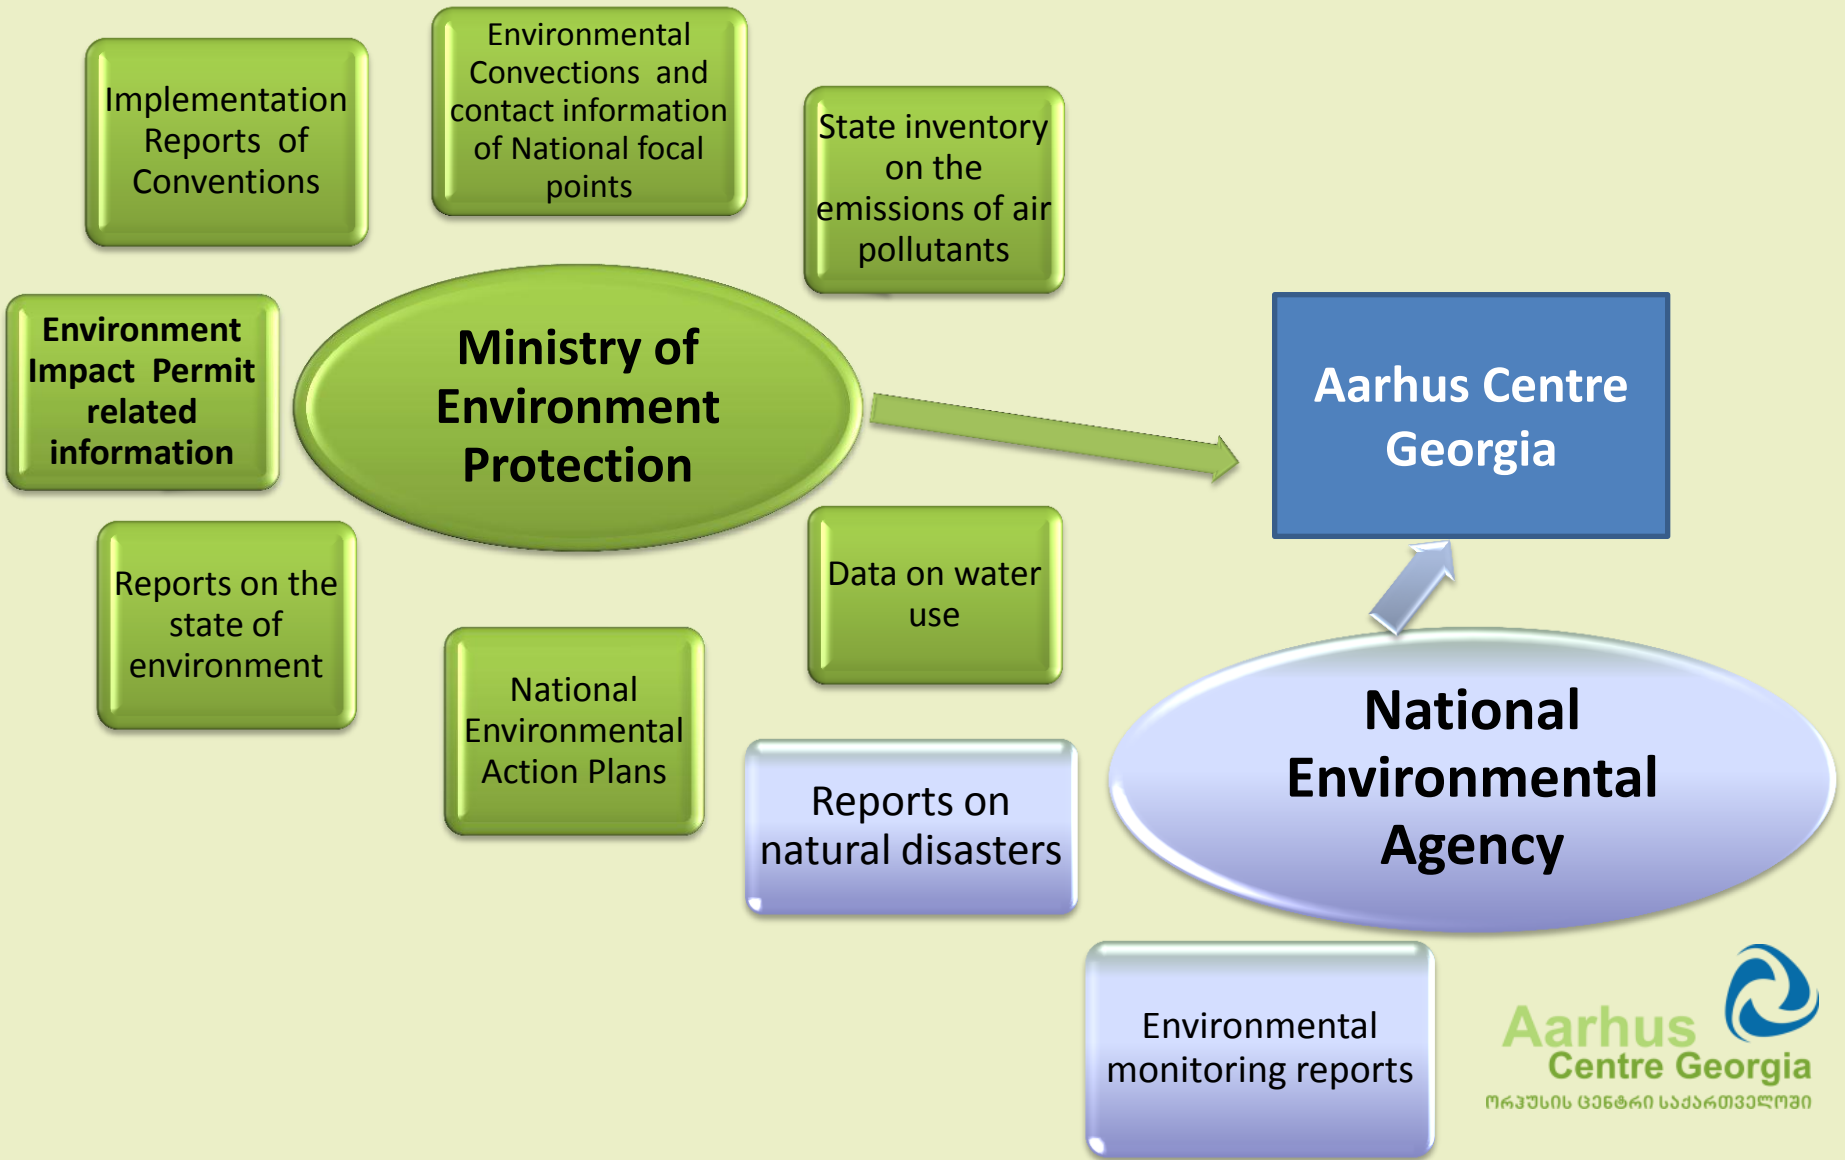 Implementation
Reports of
Conventions
Environmental
Convections and
contact information
of National focal
points
State inventory
on the
emissions of air
pollutants
Environment
Impact Permit
related
information
Ministry of
Environment
Protection
Aarhus Centre
Georgia
Reports on the
state of
environment
National
Environmental
Action Plans
Data on water
use
Reports on
natural disasters
National
Environmental
Agency
Environmental
monitoring reports
Aarhus
Centre Georgia
ორჰუსის ცენტრი საქართველოში